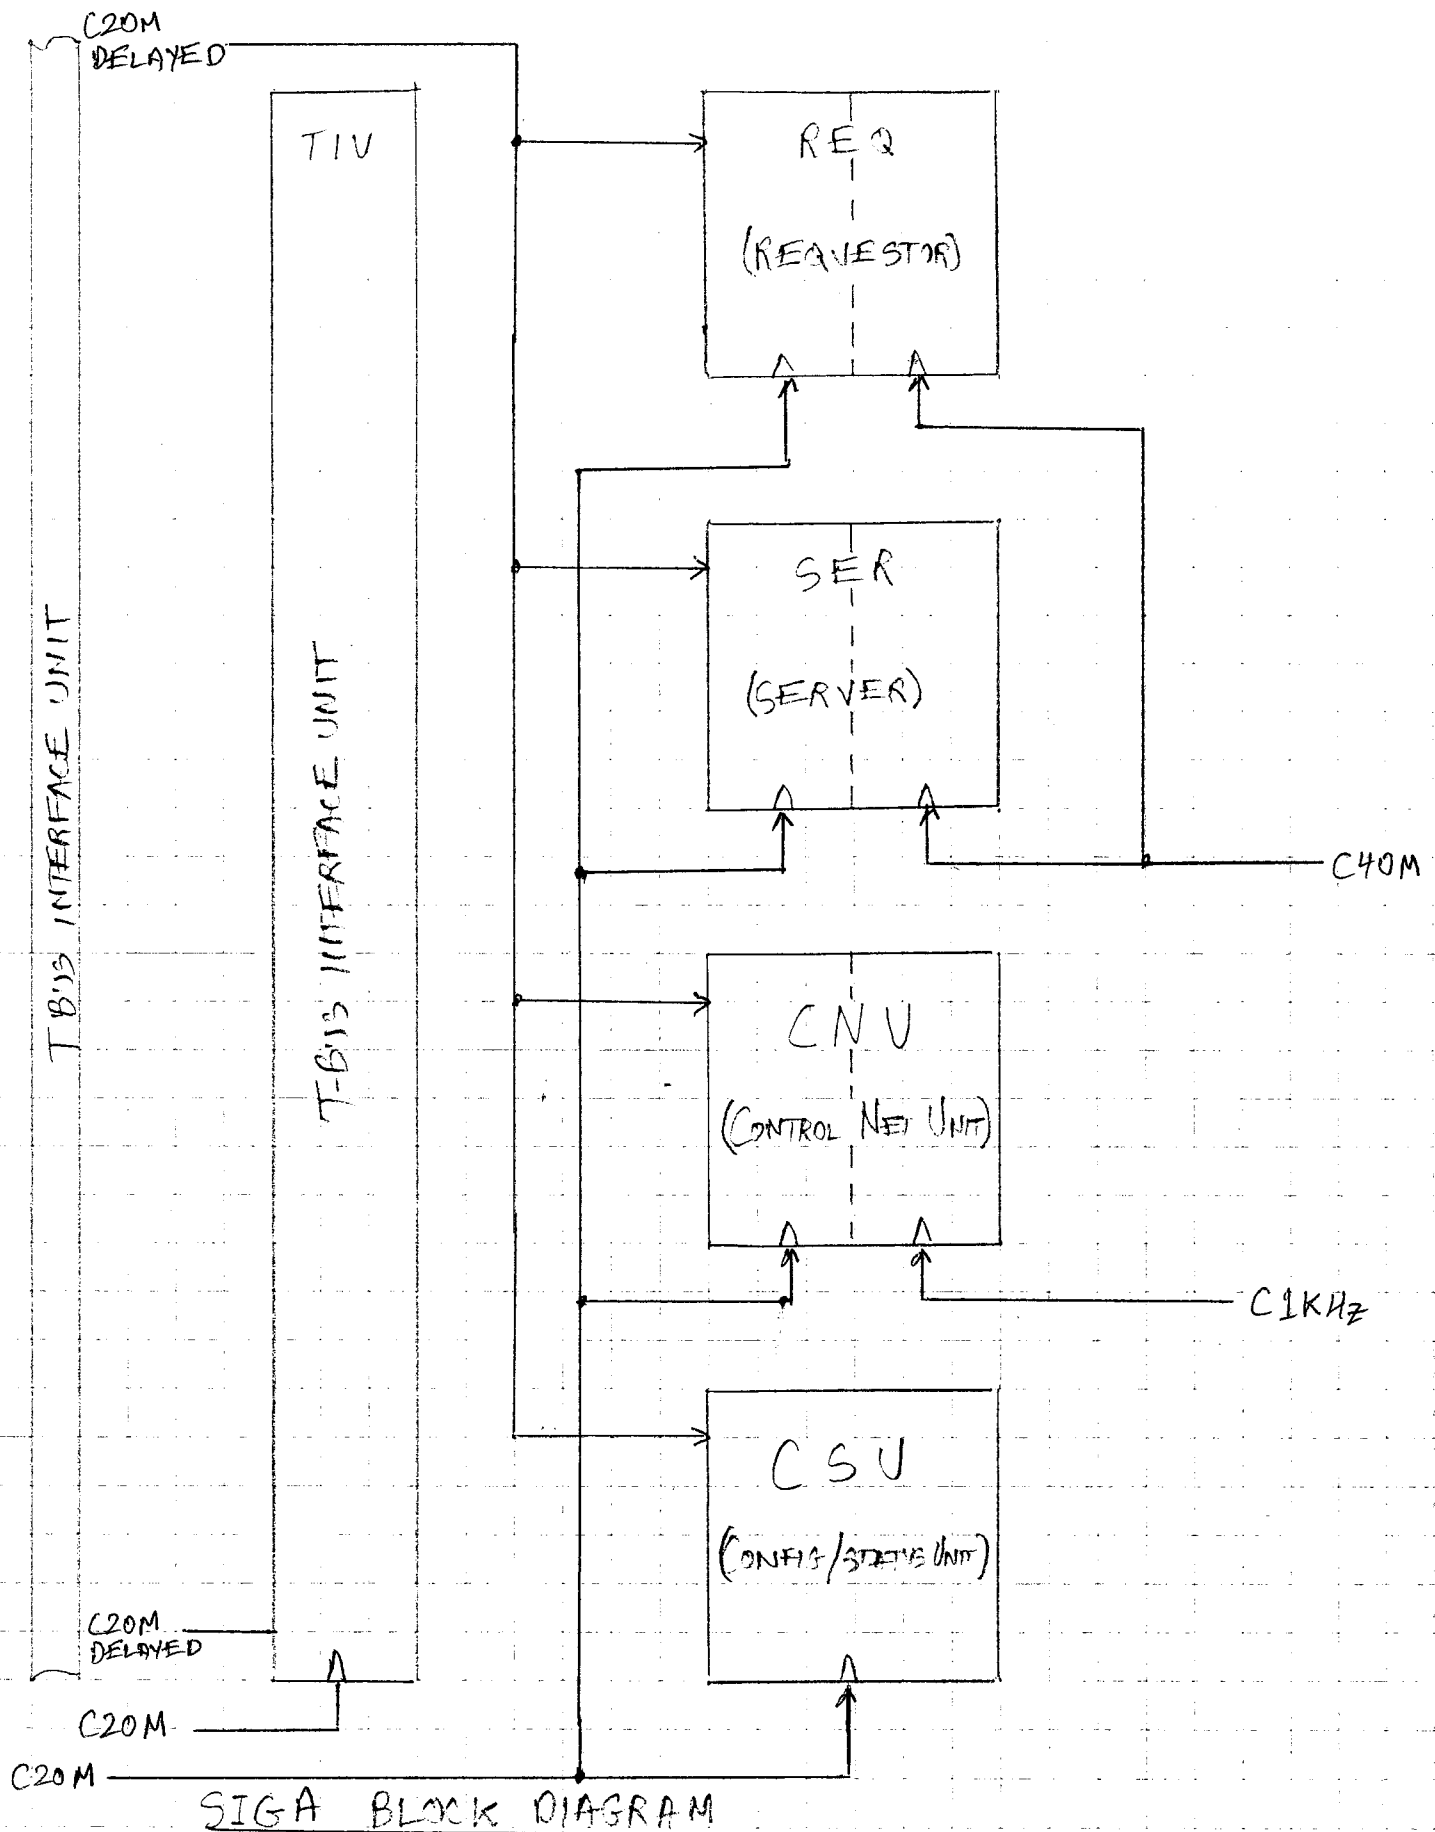 C20M
DELAYED
TIU
REQ
(REQUESTOR)
SER
(SERVER)
T BUS INTERFACE UNIT
T-BUS INTERFACE UNIT
C40M
CNU
(CONTROL NET UNIT)
C1KHz
CSU
(CONFIG/STATUS UNIT)
C20M
DELAYED
C20M
C20M
SIGA BLOCK DIAGRAM